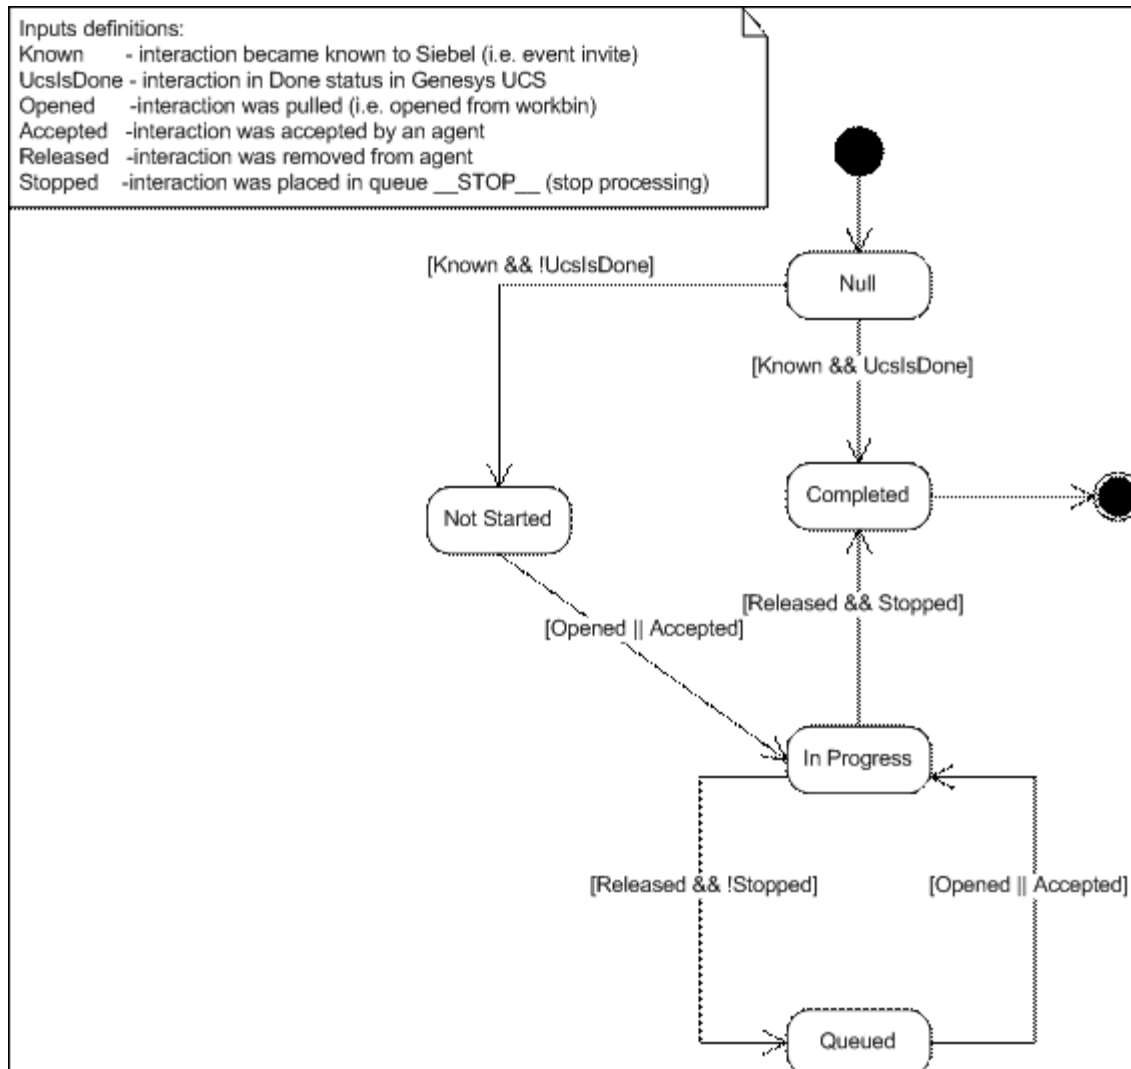 Inputs definitions:
Known - interaction became known to Siebel (i.e. event invite)
UcsIsDone - interaction in Done status in Genesys UCS
Opened -interaction was pulled (i.e. opened from workbin)
Accepted -interaction was accepted by an agent
Released -interaction was removed from agent
Stopped -interaction was placed in queue __STOP__ (stop processing)
[Known && !UcsIsDone]
Null
[Known && UcsIsDone]
Completed
Not Started
[Released && Stopped]
[Opened || Accepted]
In Progress
[Released && !Stopped]
[Opened || Accepted]
Queued